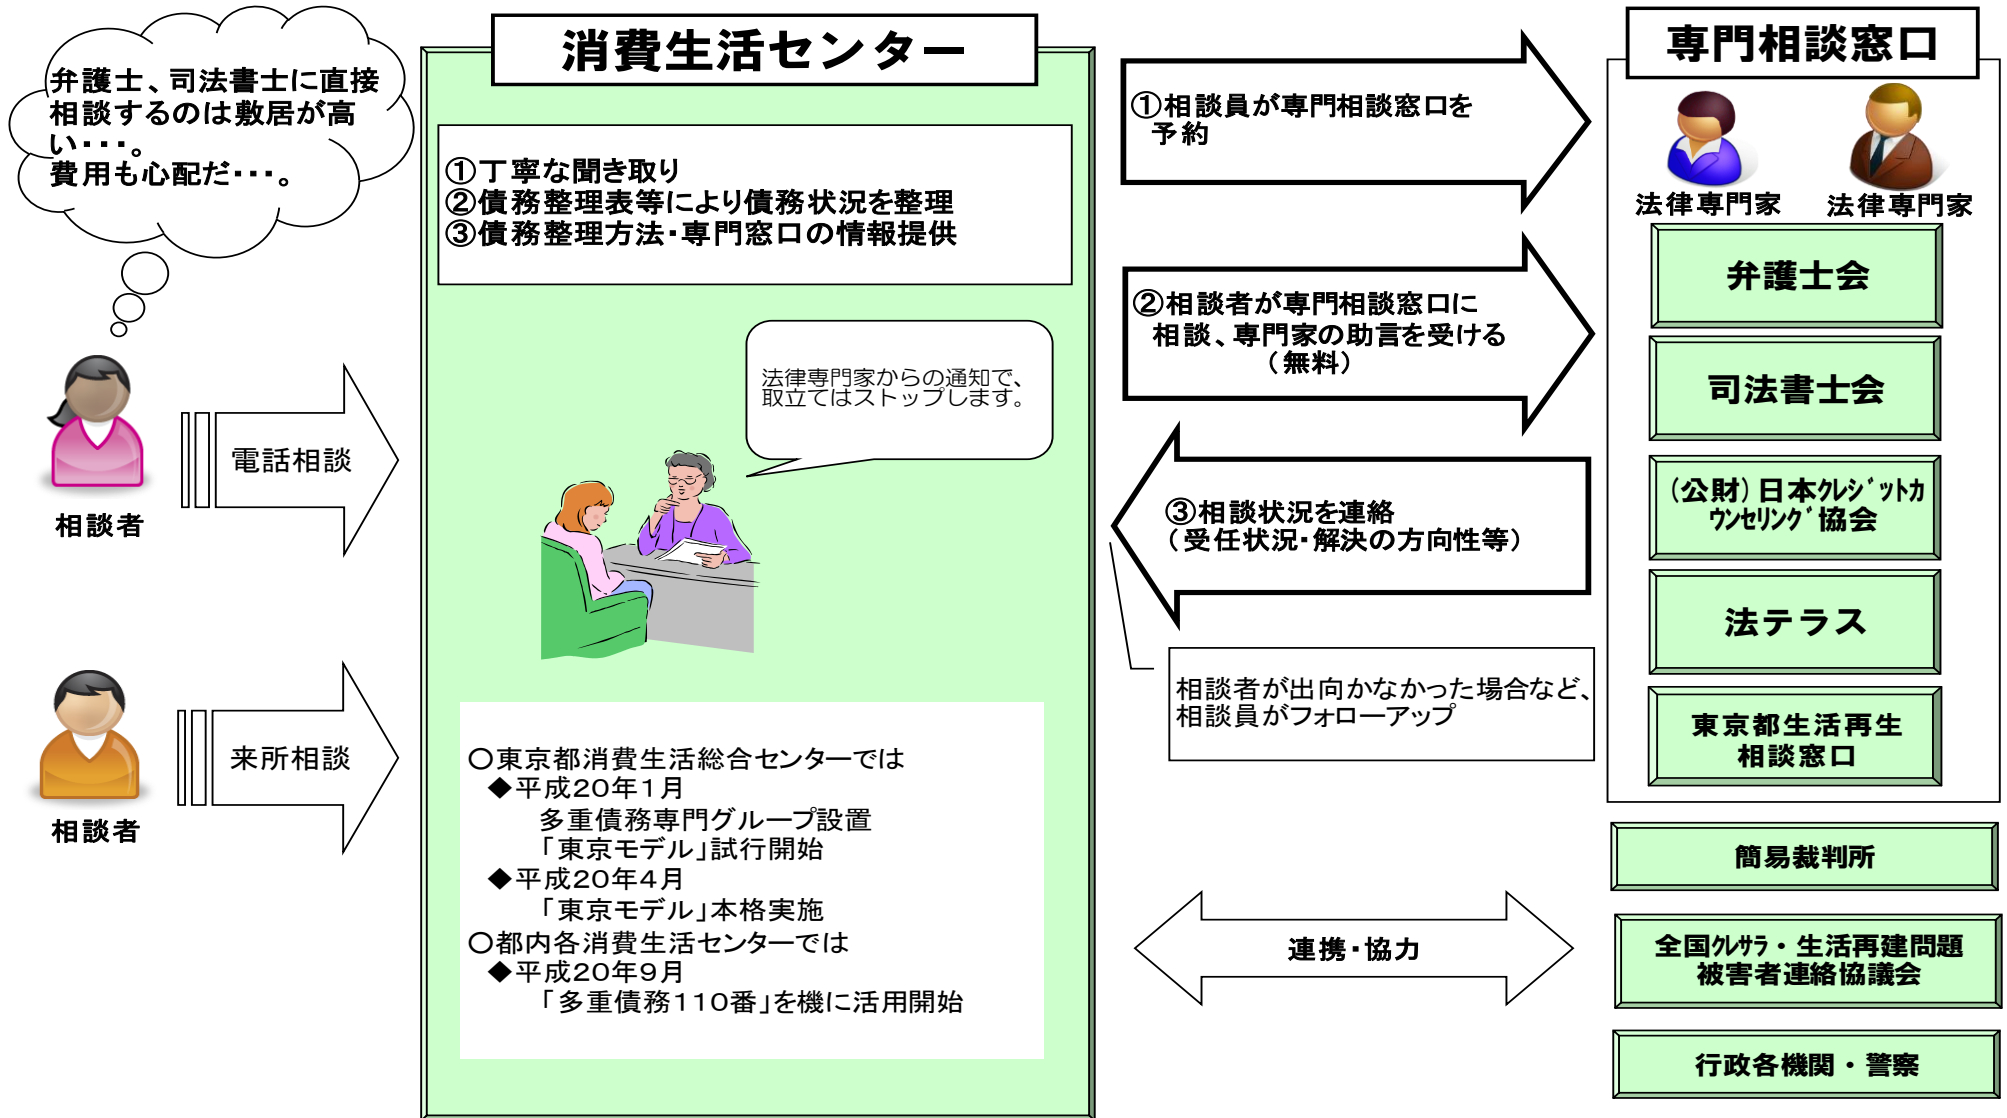 弁護士、司法書士に直接
相談するのは敷居が高
い・・・。
費用も心配だ・・・。
相談者
電話相談
相談者
来所相談
消費生活センター
①丁寧な聞き取り
②債務整理表等により債務状況を整理
③債務整理方法・専門窓口の情報提供
法律専門家からの通知で、
取立てはストップします。
○東京都消費生活総合センターでは
◆平成20年1月
多重債務専門グループ設置
「東京モデル」試行開始
◆平成20年4月
「東京モデル」本格実施
○都内各消費生活センターでは
◆平成20年9月
「多重債務110番」を機に活用開始
①相談員が専門相談窓口を
予約
②相談者が専門相談窓口に
相談、専門家の助言を受ける
（無料）
③相談状況を連絡
（受任状況・解決の方向性等）
相談者が出向かなかった場合など、
相談員がフォローアップ
連携・協力
専門相談窓口
法律専門家 法律専門家
弁護士会
司法書士会
(公財)日本ｸﾚｼﾞｯﾄｶ
ｳﾝｾﾘﾝｸﾞ協会
法テラス
東京都生活再生
相談窓口
簡易裁判所
全国ｸﾚｻﾗ・生活再建問題
被害者連絡協議会
行政各機関・警察